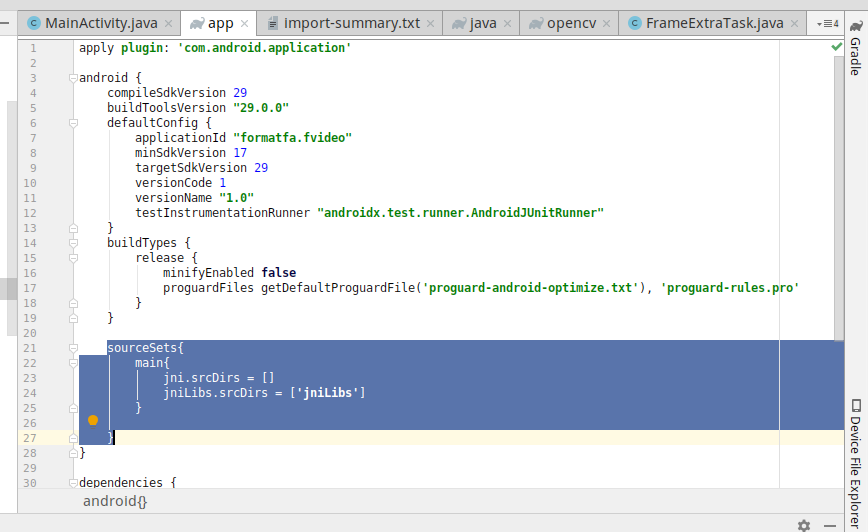 MainActivity.java
app
import-summary.txt
java
opencv
FrameExtraTask.java
4
1 apply plugin: 'com.android.application'
2
3 android {
4 compileSdkVersion 29
5 buildToolsVersion "29.0.0"
6 defaultConfig {
7 applicationId "formatfa.fvideo"
8 minSdkVersion 17
9 targetSdkVersion 29
10 versionCode 1
11 versionName "1.0"
12 testInstrumentationRunner "androidx.test.runner.AndroidJUnitRunner"
13 }
14 buildTypes {
15 release {
16 minifyEnabled false
17 proguardFiles getDefaultProguardFile('proguard-android-optimize.txt'), 'proguard-rules.pro'
18 }
19 }
20
21 sourceSets{
22 main{
23 jni.srcDirs = []
24 jniLibs.srcDirs = ['jniLibs']
25 }
26
27 }
28 }
29
30 dependencies {
android{}
Gradle
Device File Explorer